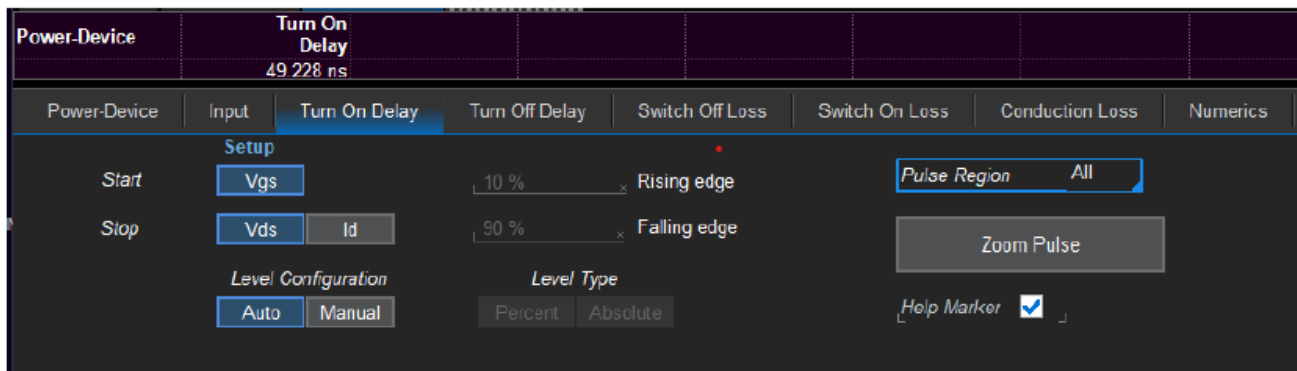 Power-Device Turn On
Delay
49.228 ns
Power-Device Input Turn On Delay Turn Off Delay Switch Off Loss Switch On Loss Conduction Loss Numerics
Setup
Start Vgs 10 % Rising edge Pulse Region All
Stop Vds Id 90 % Falling edge
Zoom Pulse
Level Configuration Level Type
Auto Manual Percent Absolute Help Marker